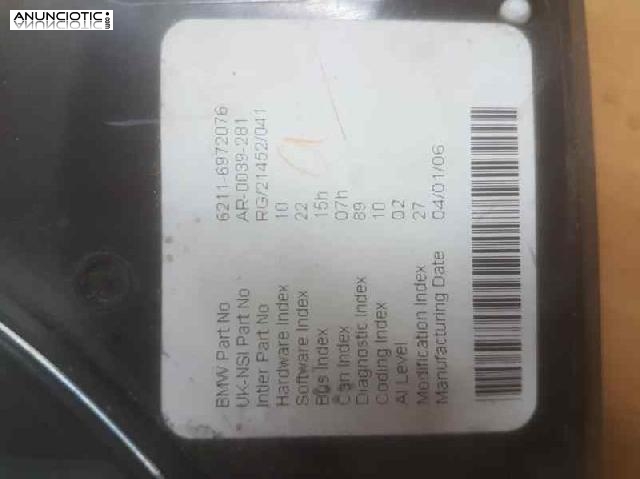 ANUNCIOTIC!
.com
BMW Part No 6211-6972076
UK-NSI Part No AR-0039-281
Intier Part No RG/21452/041
Hardware Index 10
Software Index 22
Bus Index 15h
Can Index 07h
Diagnostic Index 89
Coding Index 10
AI Level 02
Modification Index 27
Manufacturing Date 04/01/06